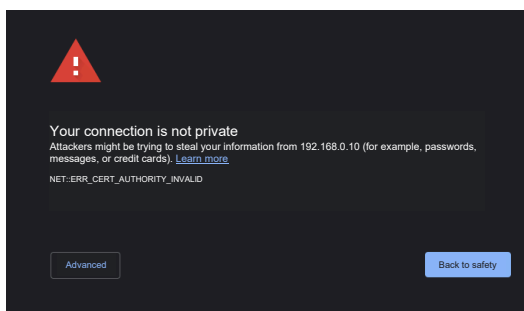 Your connection is not private
Attackers might be trying to steal your information from 192.168.0.10 (for example, passwords,
messages, or credit cards). Learn more
NET::ERR_CERT_AUTHORITY_INVALID
Advanced
Back to safety